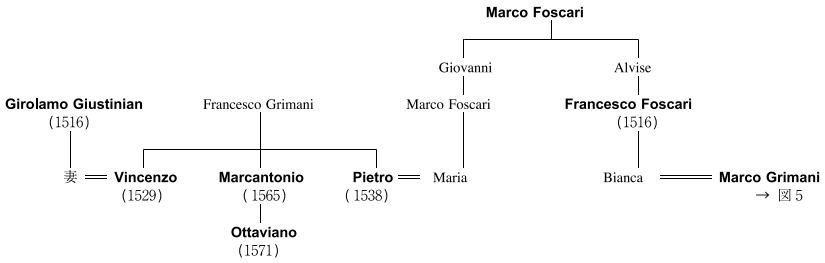 Marco Foscari
Giovanni Alvise
Girolamo Giustinian Francesco Grimani Marco Foscari Francesco Foscari
(1516) (1516)
妻 Vincenzo Marcantonio Pietro Maria Bianca Marco Grimani
(1529) (1565) (1538) → 図5
Ottaviano
(1571)